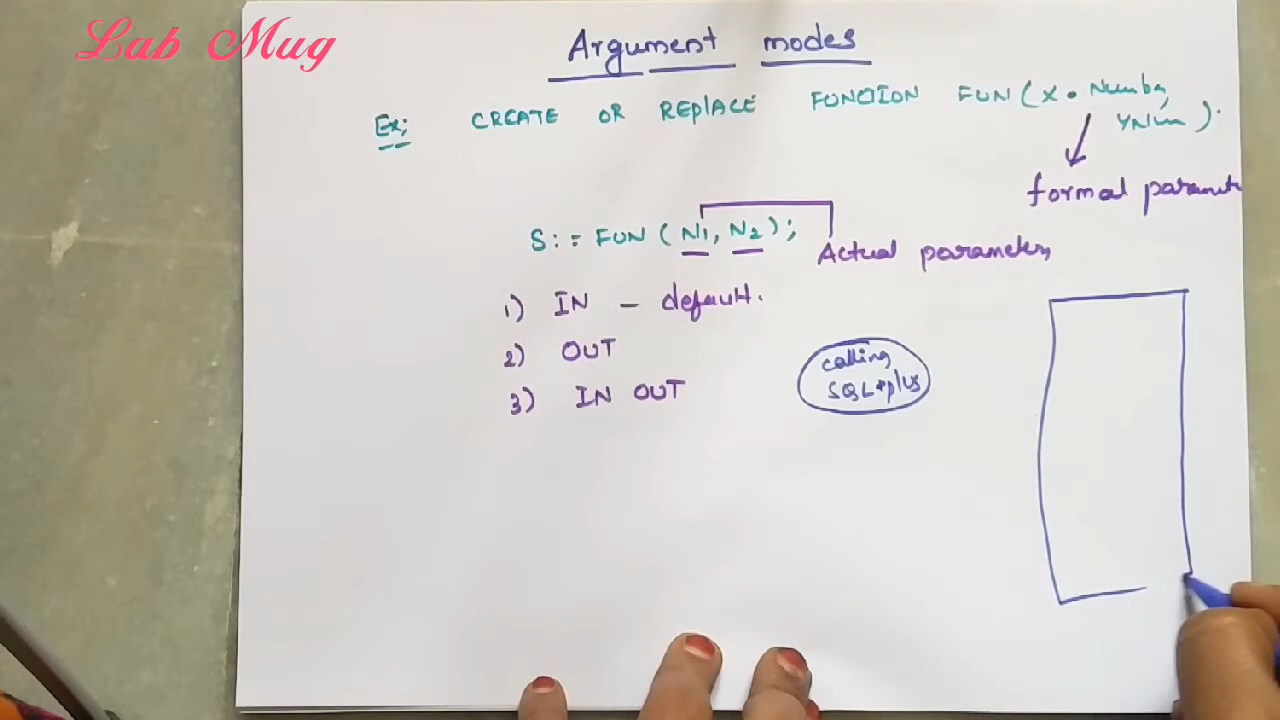 Lab Mug
Argument modes
Ex; CREATE OR REPlACE FUNCTION FUN( X Number,
YNum ).
formal paramete
S:= FUN ( N1, N2 );
Actual parameters
1) IN - default.
2) OUT
3) IN OUT
calling
SQL*plus